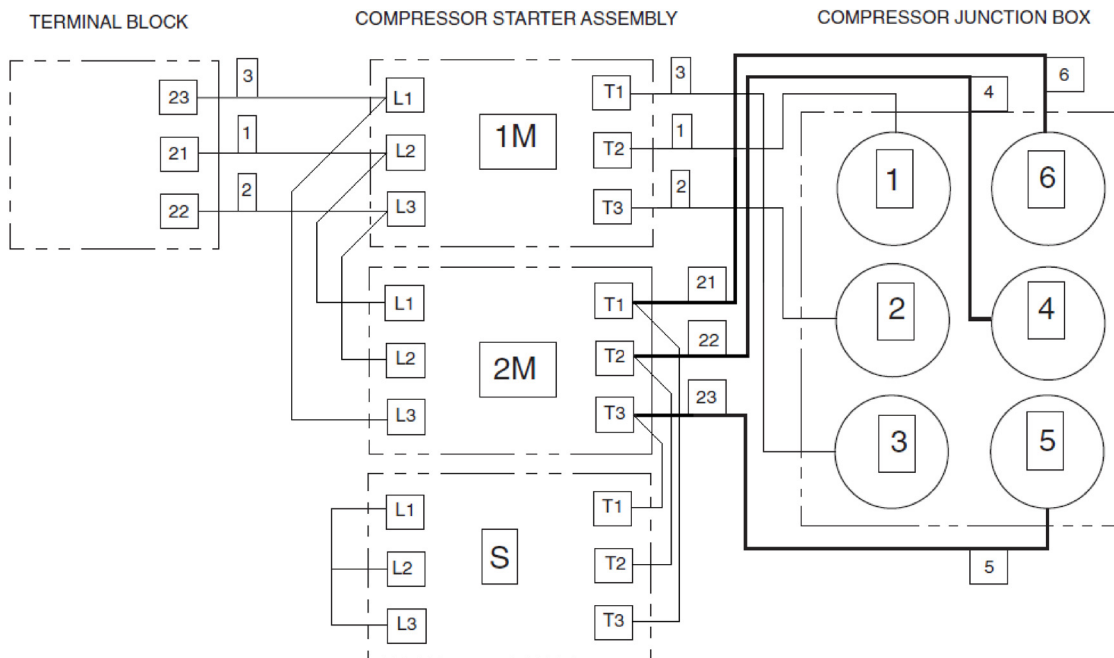 TERMINAL BLOCK
COMPRESSOR STARTER ASSEMBLY
COMPRESSOR JUNCTION BOX
23
3
21
1
22
2
L1
L2
L3
1M
T1
T2
T3
3
1
2
L1
L2
L3
2M
T1
T2
T3
21
22
23
L1
L2
L3
S
T1
T2
T3
6
4
1
6
2
4
3
5
5